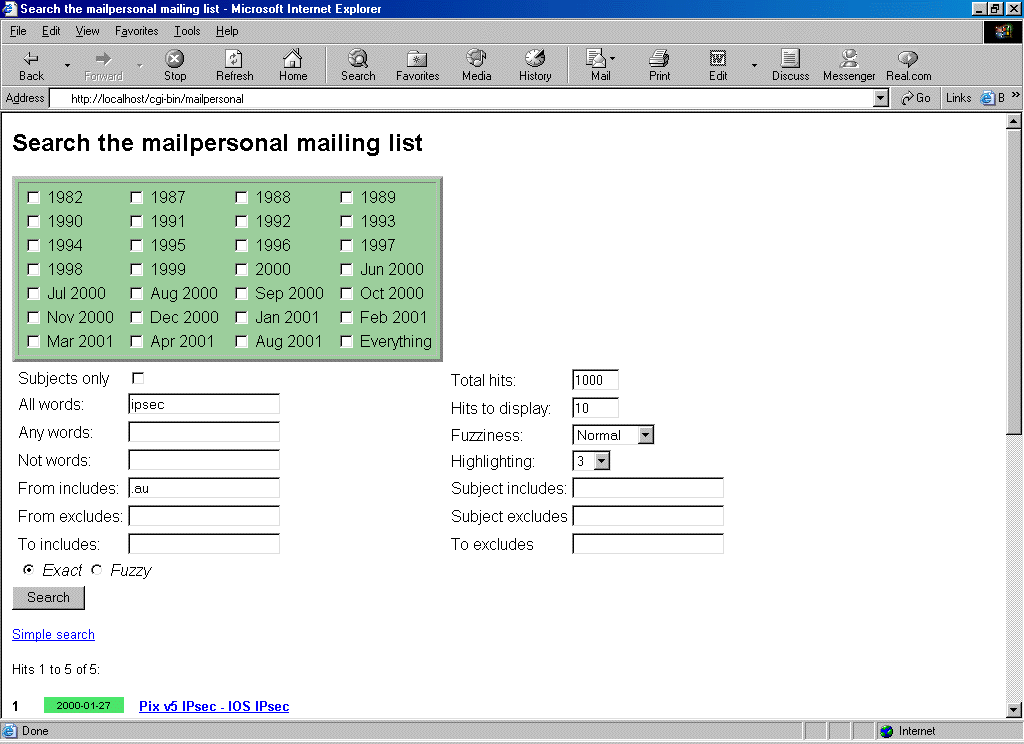 Search the mailpersonal mailing list - Microsoft Internet Explorer
File Edit View Favorites Tools Help
Back Forward Stop Refresh Home Search Favorites Media History Mail Print Edit Discuss Messenger Real.com
Address http://localhost/cgi-bin/mailpersonal Go Links B »
Search the mailpersonal mailing list
1982 1987 1988 1989
1990 1991 1992 1993
1994 1995 1996 1997
1998 1999 2000 Jun 2000
Jul 2000 Aug 2000 Sep 2000 Oct 2000
Nov 2000 Dec 2000 Jan 2001 Feb 2001
Mar 2001 Apr 2001 Aug 2001 Everything
Subjects only Total hits: 1000
All words: ipsec Hits to display: 10
Any words: Fuzziness: Normal
Not words: Highlighting: 3
From includes: .au Subject includes:
From excludes: Subject excludes
To includes: To excludes
Exact Fuzzy
Search
Simple search
Hits 1 to 5 of 5:
1 2000-01-27 Pix v5 IPsec - IOS IPsec
Done Internet